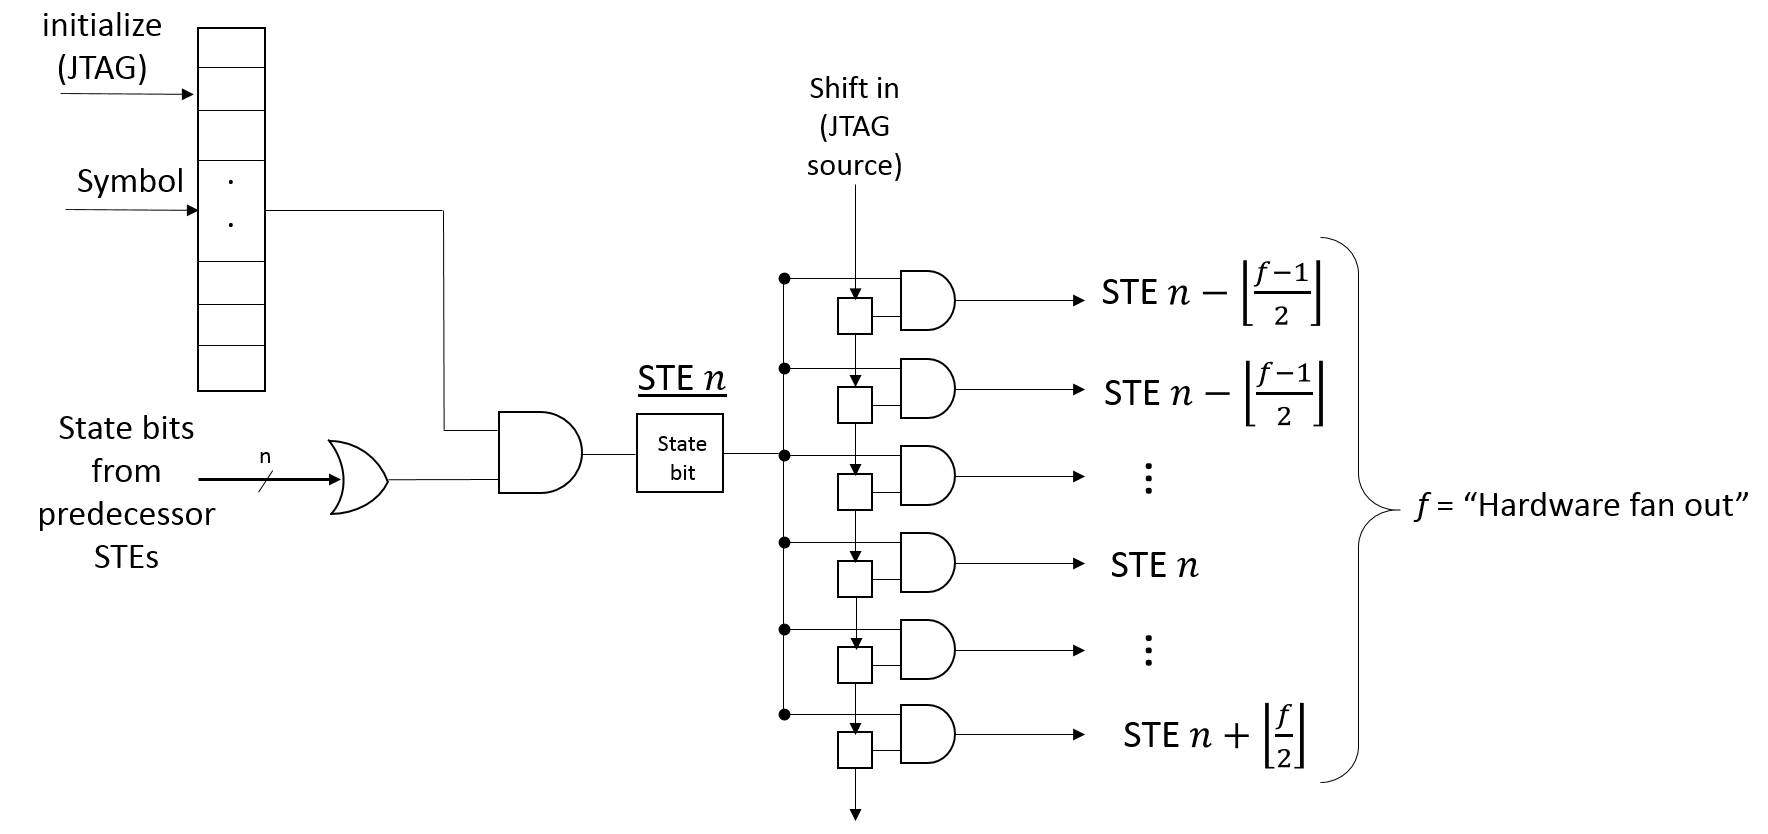 initialize
(JTAG)
Symbol
State bits
from
predecessor
STEs
n
STE n
State
bit
Shift in
(JTAG
source)
STE n − ⌊(f−1)/2⌋
STE n − ⌊(f−1)/2⌋
⋮
STE n
⋮
STE n + ⌊f/2⌋
f = “Hardware fan out”